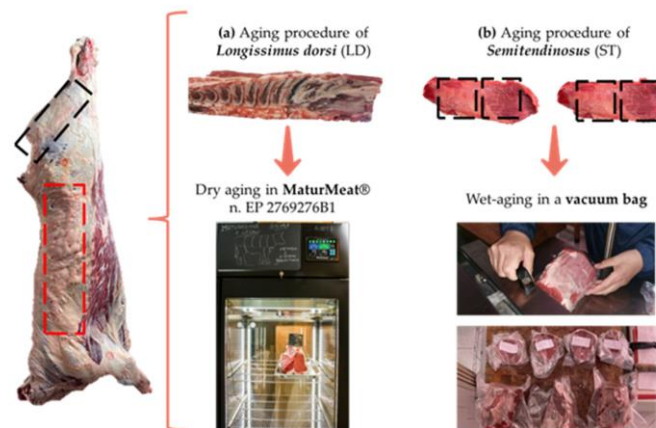 (a) Aging procedure of
Longissimus dorsi (LD)
(b) Aging procedure of
Semitendinosus (ST)
Dry aging in MaturMeat®
n. EP 2769276B1
Wet-aging in a vacuum bag